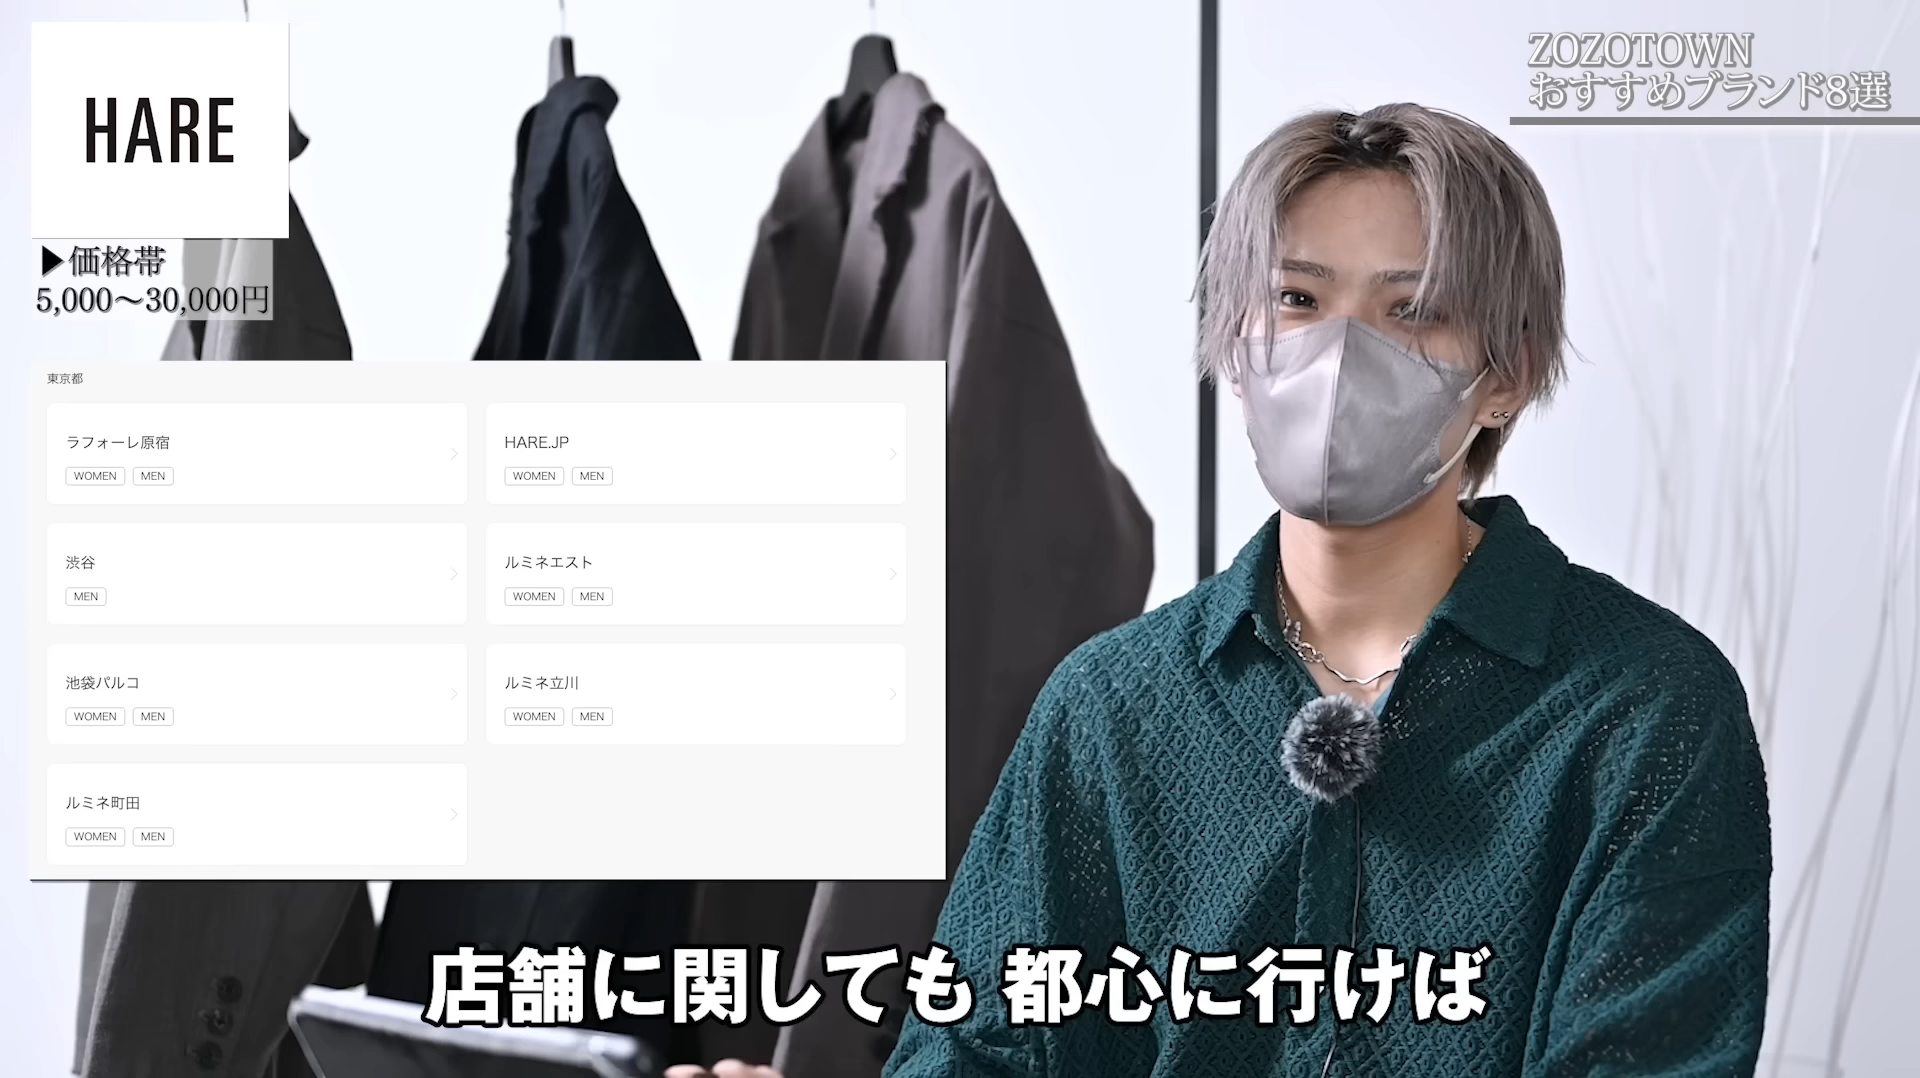 HARE
▶価格帯
5,000～30,000円
ZOZOTOWN
おすすめブランド8選
東京都
ラフォーレ原宿
WOMEN MEN
HARE.JP
WOMEN MEN
渋谷
MEN
ルミネエスト
WOMEN MEN
池袋パルコ
WOMEN MEN
ルミネ立川
WOMEN MEN
ルミネ町田
WOMEN MEN
店舗に関しても 都心に行けば